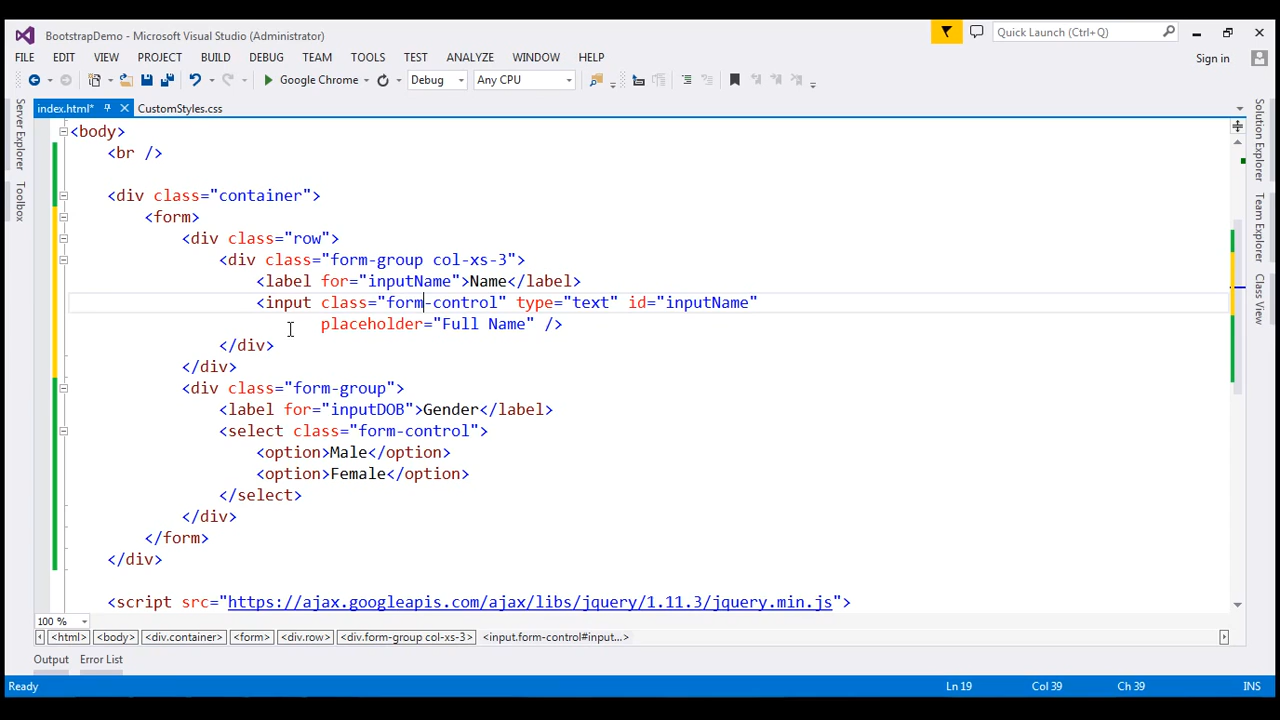 BootstrapDemo - Microsoft Visual Studio (Administrator)
Quick Launch (Ctrl+Q)
FILE EDIT VIEW PROJECT BUILD DEBUG TEAM TOOLS TEST ANALYZE WINDOW HELP
Sign in
Google Chrome Debug Any CPU
index.html* CustomStyles.css
Server Explorer
Toolbox
Solution Explorer
Team Explorer
Class View
<body>
<br />
<div class="container">
<form>
<div class="row">
<div class="form-group col-xs-3">
<label for="inputName">Name</label>
<input class="form-control" type="text" id="inputName"
placeholder="Full Name" />
</div>
</div>
<div class="form-group">
<label for="inputDOB">Gender</label>
<select class="form-control">
<option>Male</option>
<option>Female</option>
</select>
</div>
</form>
</div>
<script src="https://ajax.googleapis.com/ajax/libs/jquery/1.11.3/jquery.min.js">
100 %
<html> <body> <div.container> <form> <div.row> <div.form-group col-xs-3> <input.form-control#input...>
Output Error List
Ln 19 Col 39 Ch 39 INS